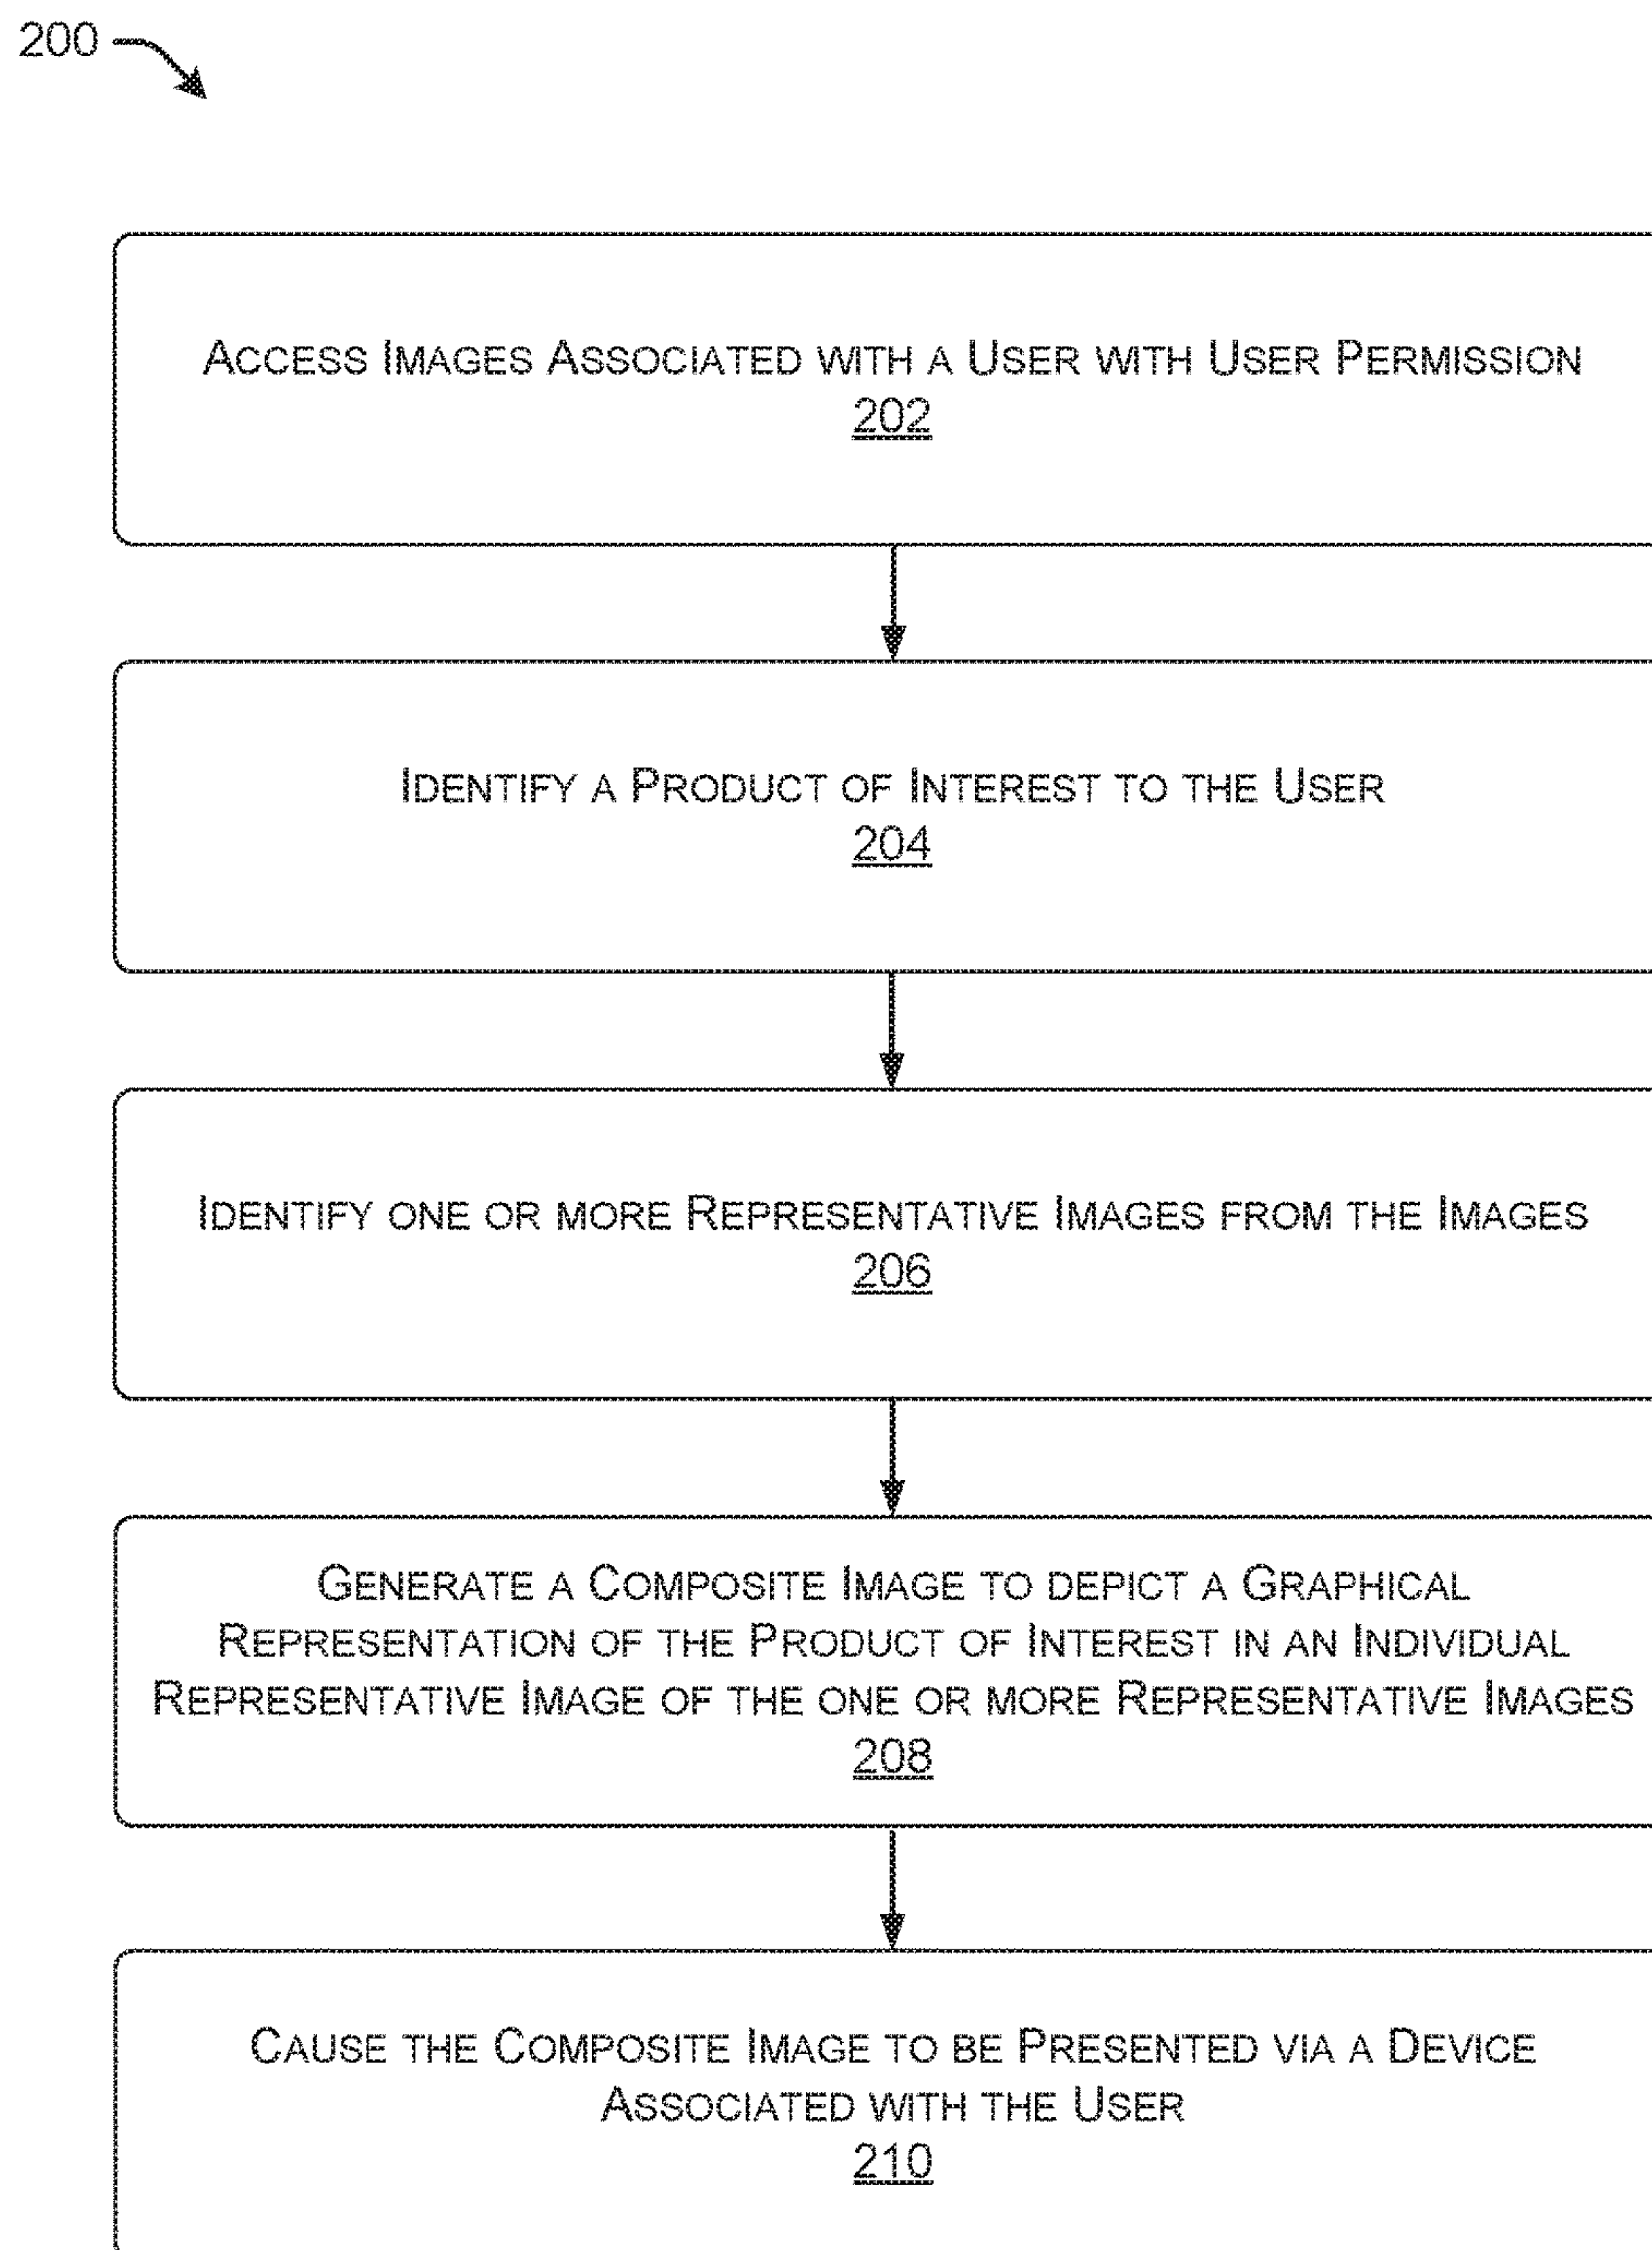 200
ACCESS IMAGES ASSOCIATED WITH A USER WITH USER PERMISSION
202
IDENTIFY A PRODUCT OF INTEREST TO THE USER
204
IDENTIFY ONE OR MORE REPRESENTATIVE IMAGES FROM THE IMAGES
206
GENERATE A COMPOSITE IMAGE TO DEPICT A GRAPHICAL
REPRESENTATION OF THE PRODUCT OF INTEREST IN AN INDIVIDUAL
REPRESENTATIVE IMAGE OF THE ONE OR MORE REPRESENTATIVE IMAGES
208
CAUSE THE COMPOSITE IMAGE TO BE PRESENTED VIA A DEVICE
ASSOCIATED WITH THE USER
210